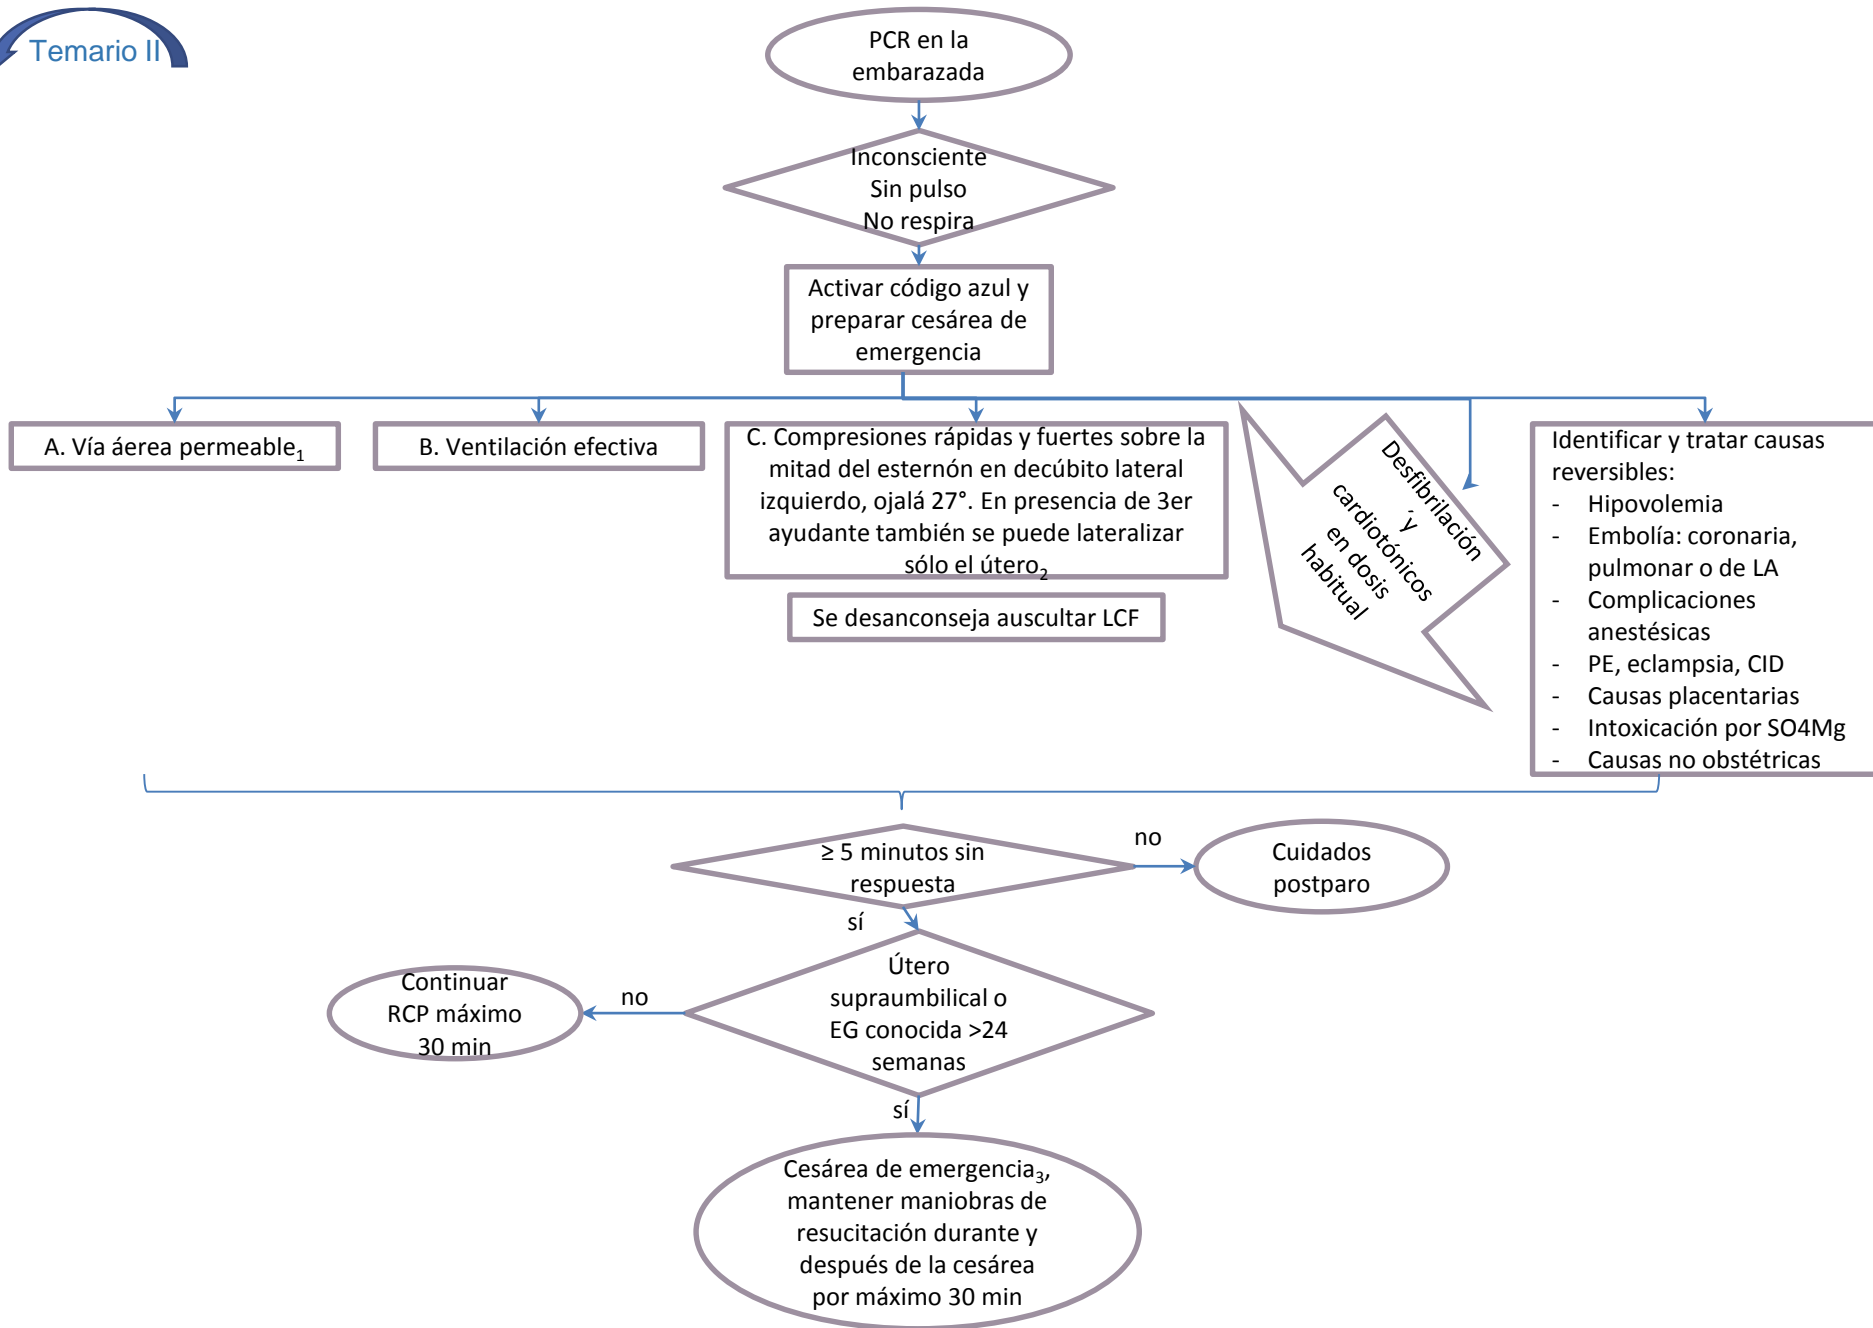 Temario II
PCR en la
embarazada
Inconsciente
Sin pulso
No respira
Activar código azul y
preparar cesárea de
emergencia
A. Vía áerea permeable1
B. Ventilación efectiva
C. Compresiones rápidas y fuertes sobre la
mitad del esternón en decúbito lateral
izquierdo, ojalá 27°. En presencia de 3er
ayudante también se puede lateralizar
sólo el útero2
Se desanconseja auscultar LCF
Desfibrilación
ý
cardiotónicos
en dosis
habitual
Identificar y tratar causas
reversibles:
- Hipovolemia
- Embolía: coronaria,
pulmonar o de LA
- Complicaciones
anestésicas
- PE, eclampsia, CID
- Causas placentarias
- Intoxicación por SO4Mg
- Causas no obstétricas
≥ 5 minutos sin
respuesta
no
Cuidados
postparo
sí
Útero
supraumbilical o
EG conocida >24
semanas
no
Continuar
RCP máximo
30 min
sí
Cesárea de emergencia3,
mantener maniobras de
resucitación durante y
después de la cesárea
por máximo 30 min